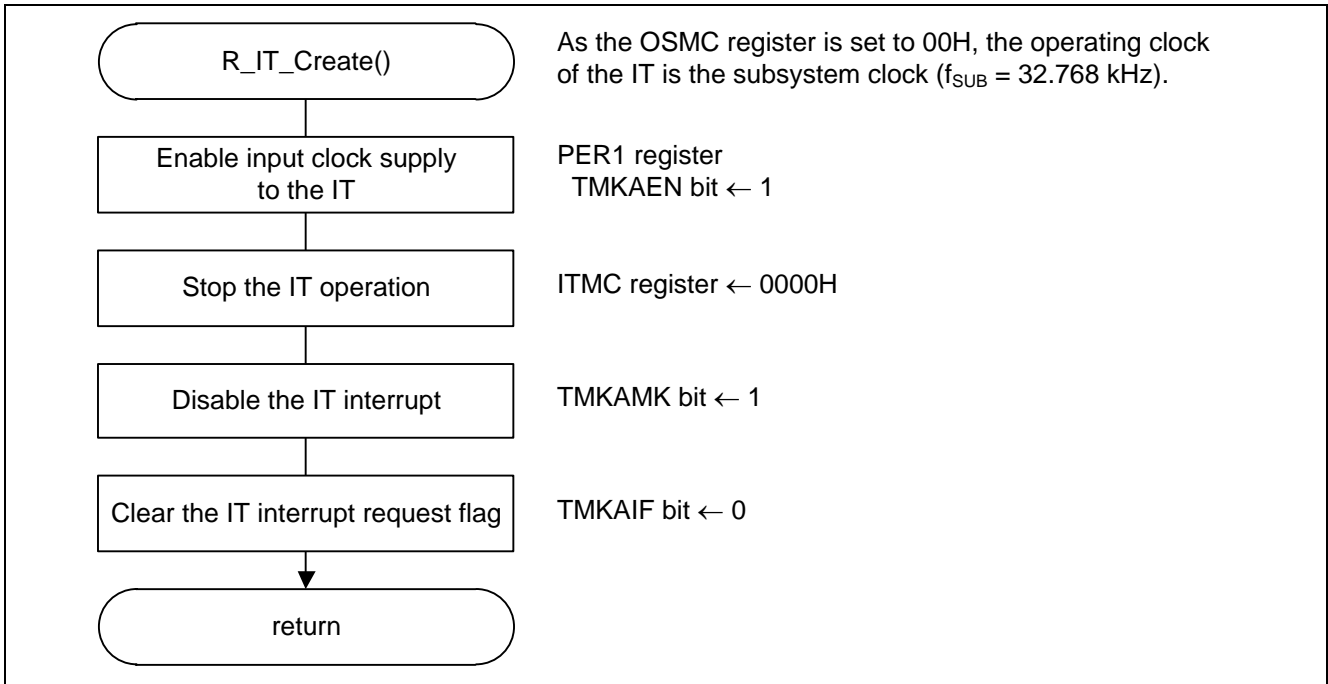 R_IT_Create()
As the OSMC register is set to 00H, the operating clock
of the IT is the subsystem clock (fSUB = 32.768 kHz).
Enable input clock supply
to the IT
PER1 register
TMKAEN bit ← 1
Stop the IT operation
ITMC register ← 0000H
Disable the IT interrupt
TMKAMK bit ← 1
Clear the IT interrupt request flag
TMKAIF bit ← 0
return